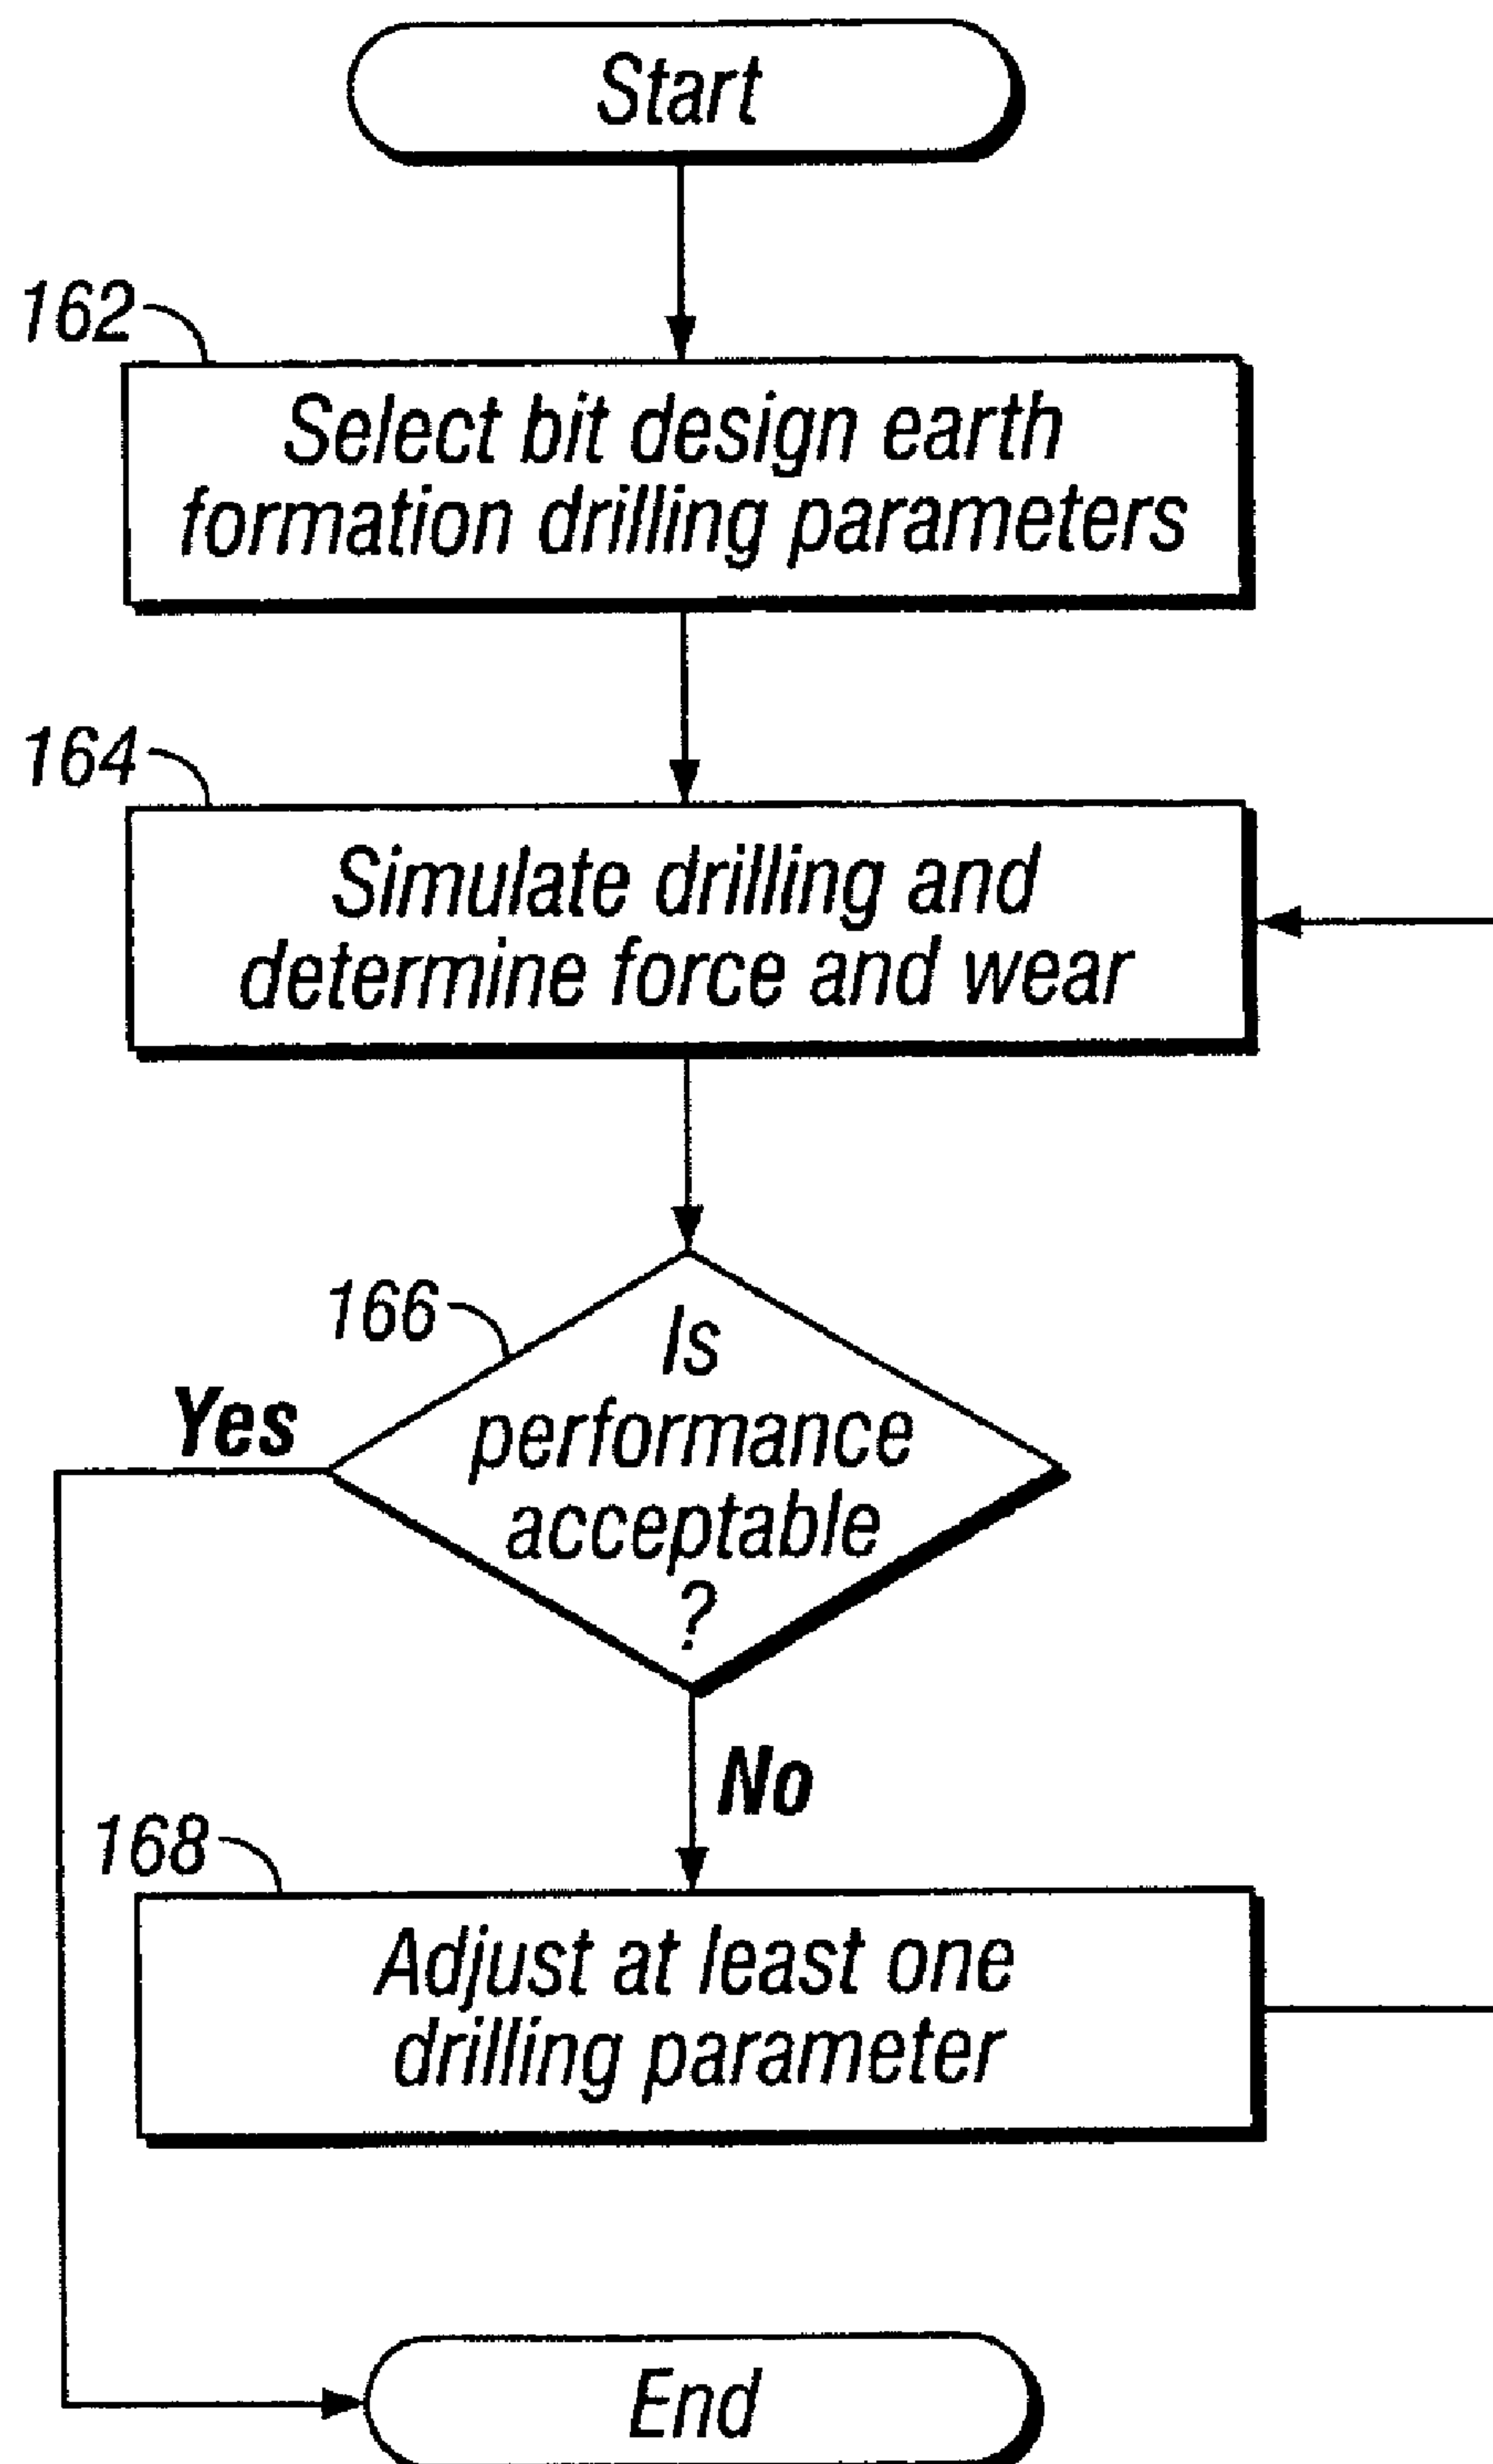 Start
162
Select bit design earth
formation drilling parameters
164
Simulate drilling and
determine force and wear
166
Is
performance
acceptable
?
Yes
No
168
Adjust at least one
drilling parameter
End